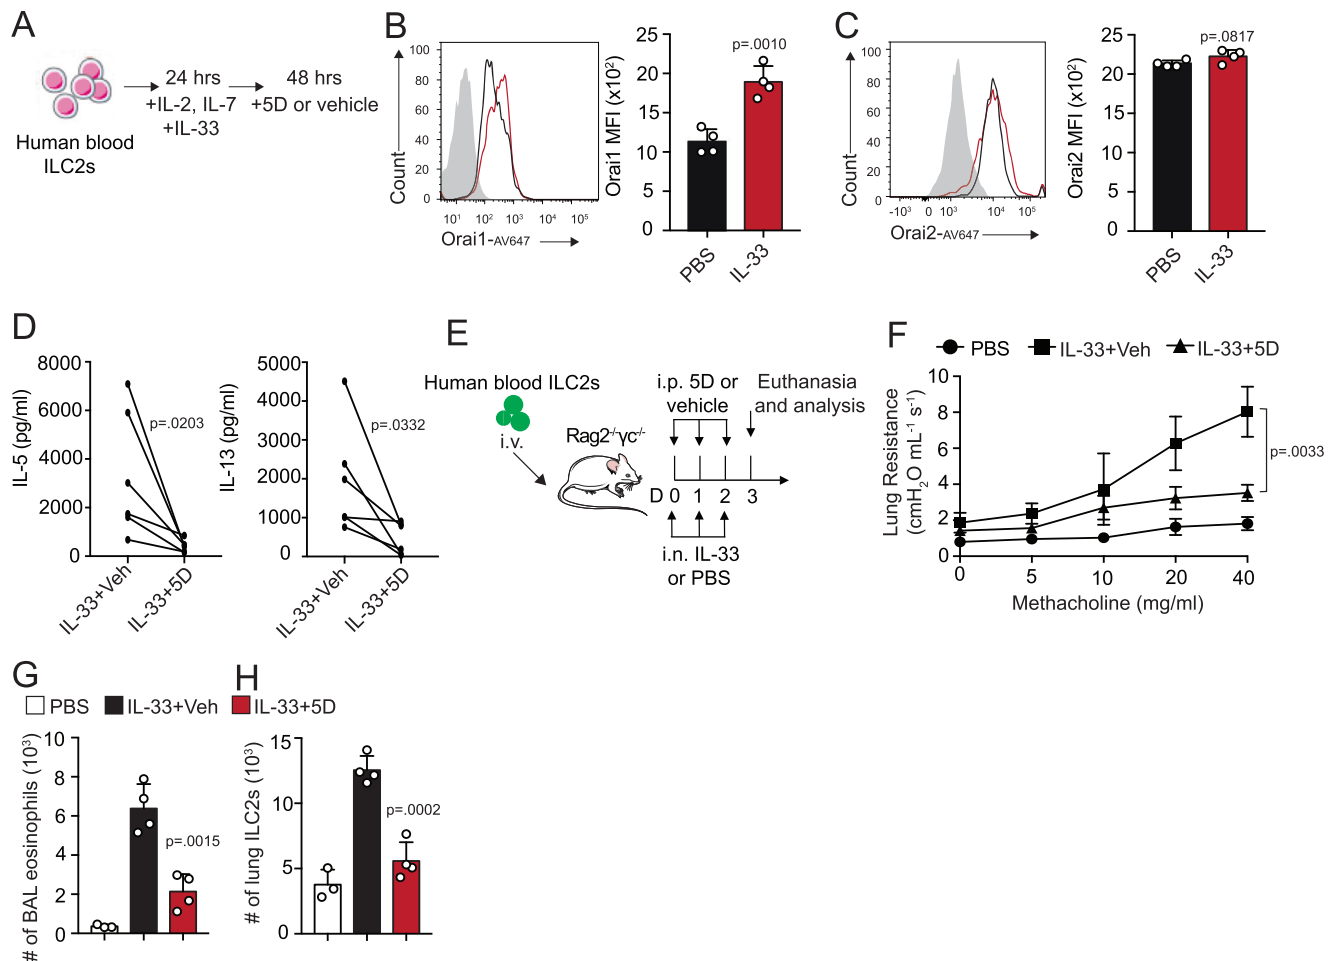 A
24 hrs
48 hrs
+IL-2, IL-7
+5D or vehicle
+IL-33
Human blood
ILC2s
B
100
80
60
40
20
0
Count
10¹ 10² 10³ 10⁴ 10⁵
Orai1-AV647
25
20
15
10
5
0
Orai1 MFI (x10²)
p=.0010
PBS
IL-33
C
100
80
60
40
20
0
Count
-10³ 0 10³ 10⁴ 10⁵
Orai2-AV647
25
20
15
10
5
0
Orai2 MFI (x10²)
p=.0817
PBS
IL-33
D
8000
6000
4000
2000
0
IL-5 (pg/ml)
p=.0203
IL-33+Veh
IL-33+5D
5000
4000
3000
2000
1000
0
IL-13 (pg/ml)
p=.0332
IL-33+Veh
IL-33+5D
E
Human blood ILC2s
i.v.
Rag2⁻/⁻γc⁻/⁻
i.p. 5D or
vehicle
Euthanasia
and analysis
D 0 1 2 3
i.n. IL-33
or PBS
F
PBS IL-33+Veh IL-33+5D
10
8
6
4
2
0
Lung Resistance
(cmH₂O mL⁻¹ s⁻¹)
p=.0033
0 5 10 20 40
Methacholine (mg/ml)
G
H
PBS IL-33+Veh IL-33+5D
10
8
6
4
2
0
# of BAL eosinophils (10³)
p=.0015
15
10
5
0
# of lung ILC2s (10³)
p=.0002